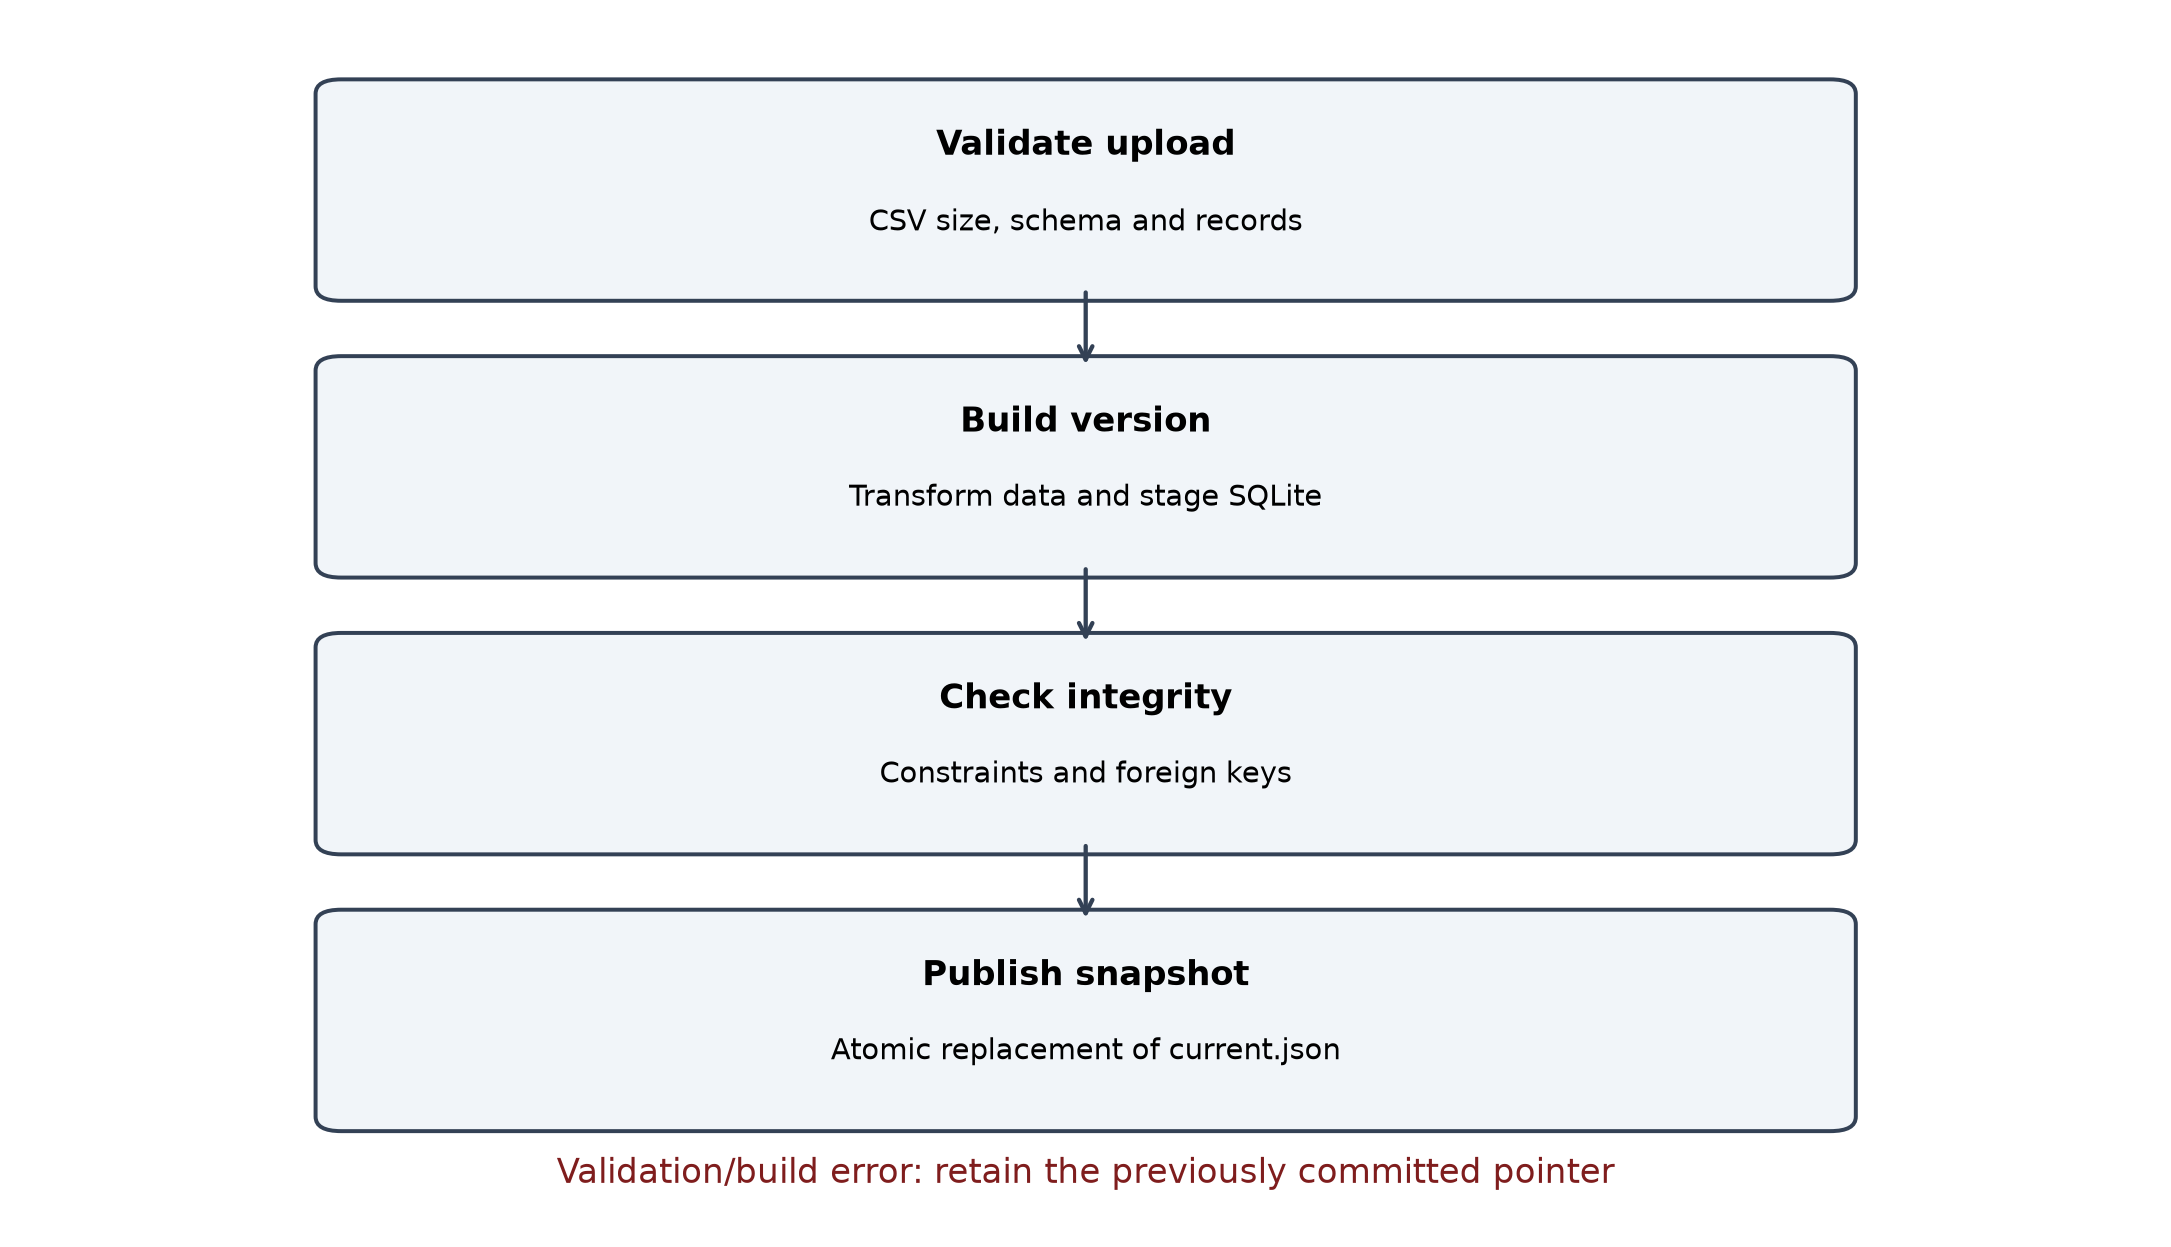 Validate upload
CSV size, schema and records
Build version
Transform data and stage SQLite
Check integrity
Constraints and foreign keys
Publish snapshot
Atomic replacement of current.json
Validation/build error: retain the previously committed pointer